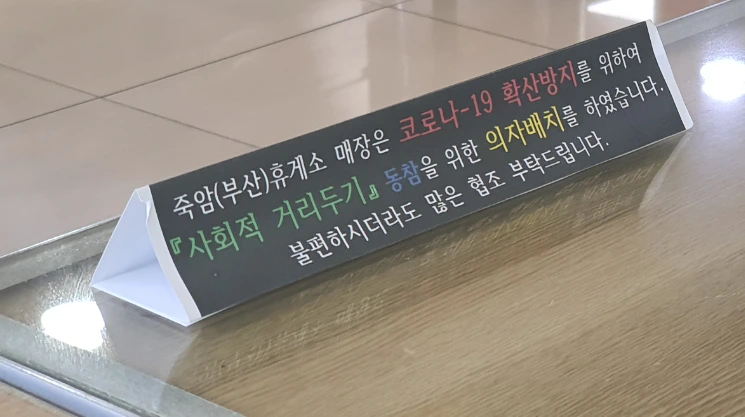 죽암(부산)휴게소 매장은 코로나-19 확산방지를 위하여
『사회적 거리두기』 동참을 위한 의자배치를 하였습니다.
불편하시더라도 많은 협조 부탁드립니다.